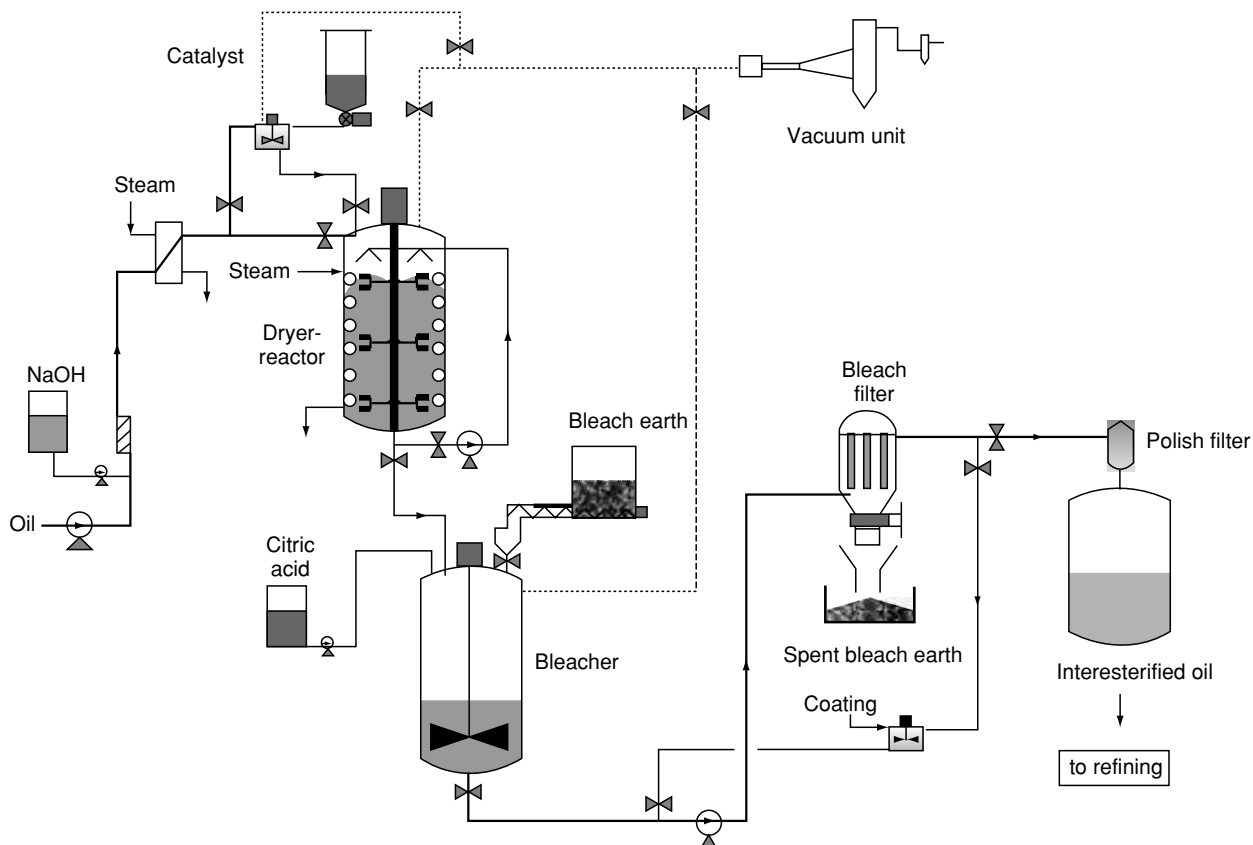 Catalyst
Vacuum unit
Steam
Steam
Dryer-
reactor
NaOH
Bleach
filter
Bleach earth
Polish filter
Oil
Citric
acid
Spent bleach earth
Bleacher
Interesterified oil
Coating
to refining